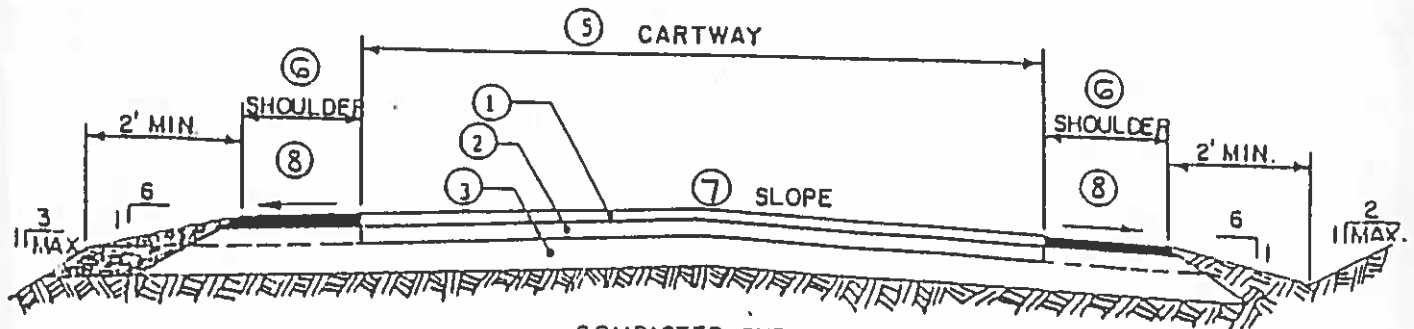 ⑤ CARTWAY
⑥ SHOULDER
⑥ SHOULDER
2' MIN.
2' MIN.
①
②
③
⑧
⑧
⑦ SLOPE
6
1
6
1
3
1 MAX
2
1 MAX.
COMPACTED